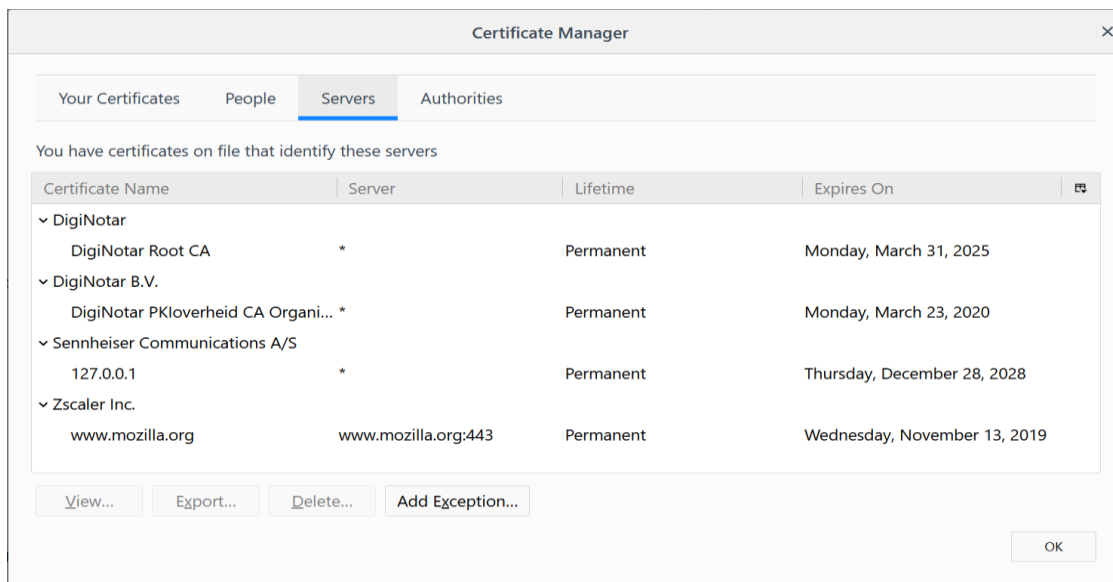 Certificate Manager
Your Certificates People Servers Authorities
You have certificates on file that identify these servers
Certificate Name Server Lifetime Expires On
DigiNotar
DigiNotar Root CA * Permanent Monday, March 31, 2025
DigiNotar B.V.
DigiNotar PKIoverheid CA Organi... * Permanent Monday, March 23, 2020
Sennheiser Communications A/S
127.0.0.1 * Permanent Thursday, December 28, 2028
Zscaler Inc.
www.mozilla.org www.mozilla.org:443 Permanent Wednesday, November 13, 2019
View... Export... Delete... Add Exception...
OK